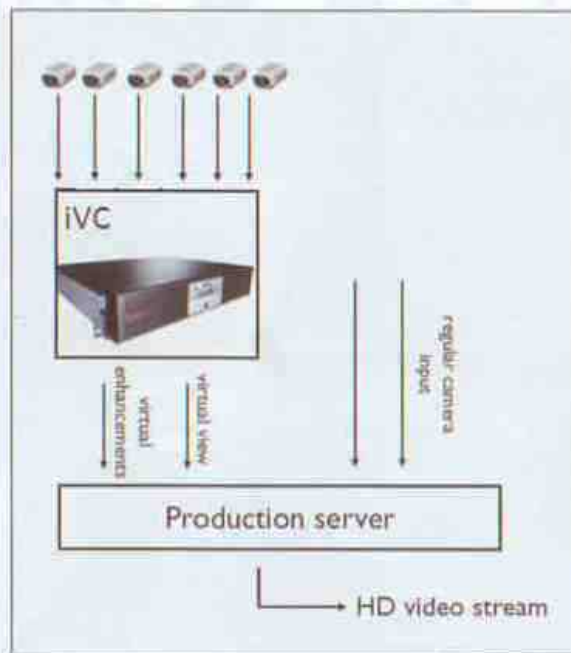 iVC
virtual
enhancements
virtual view
regular camera
input
Production server
HD video stream